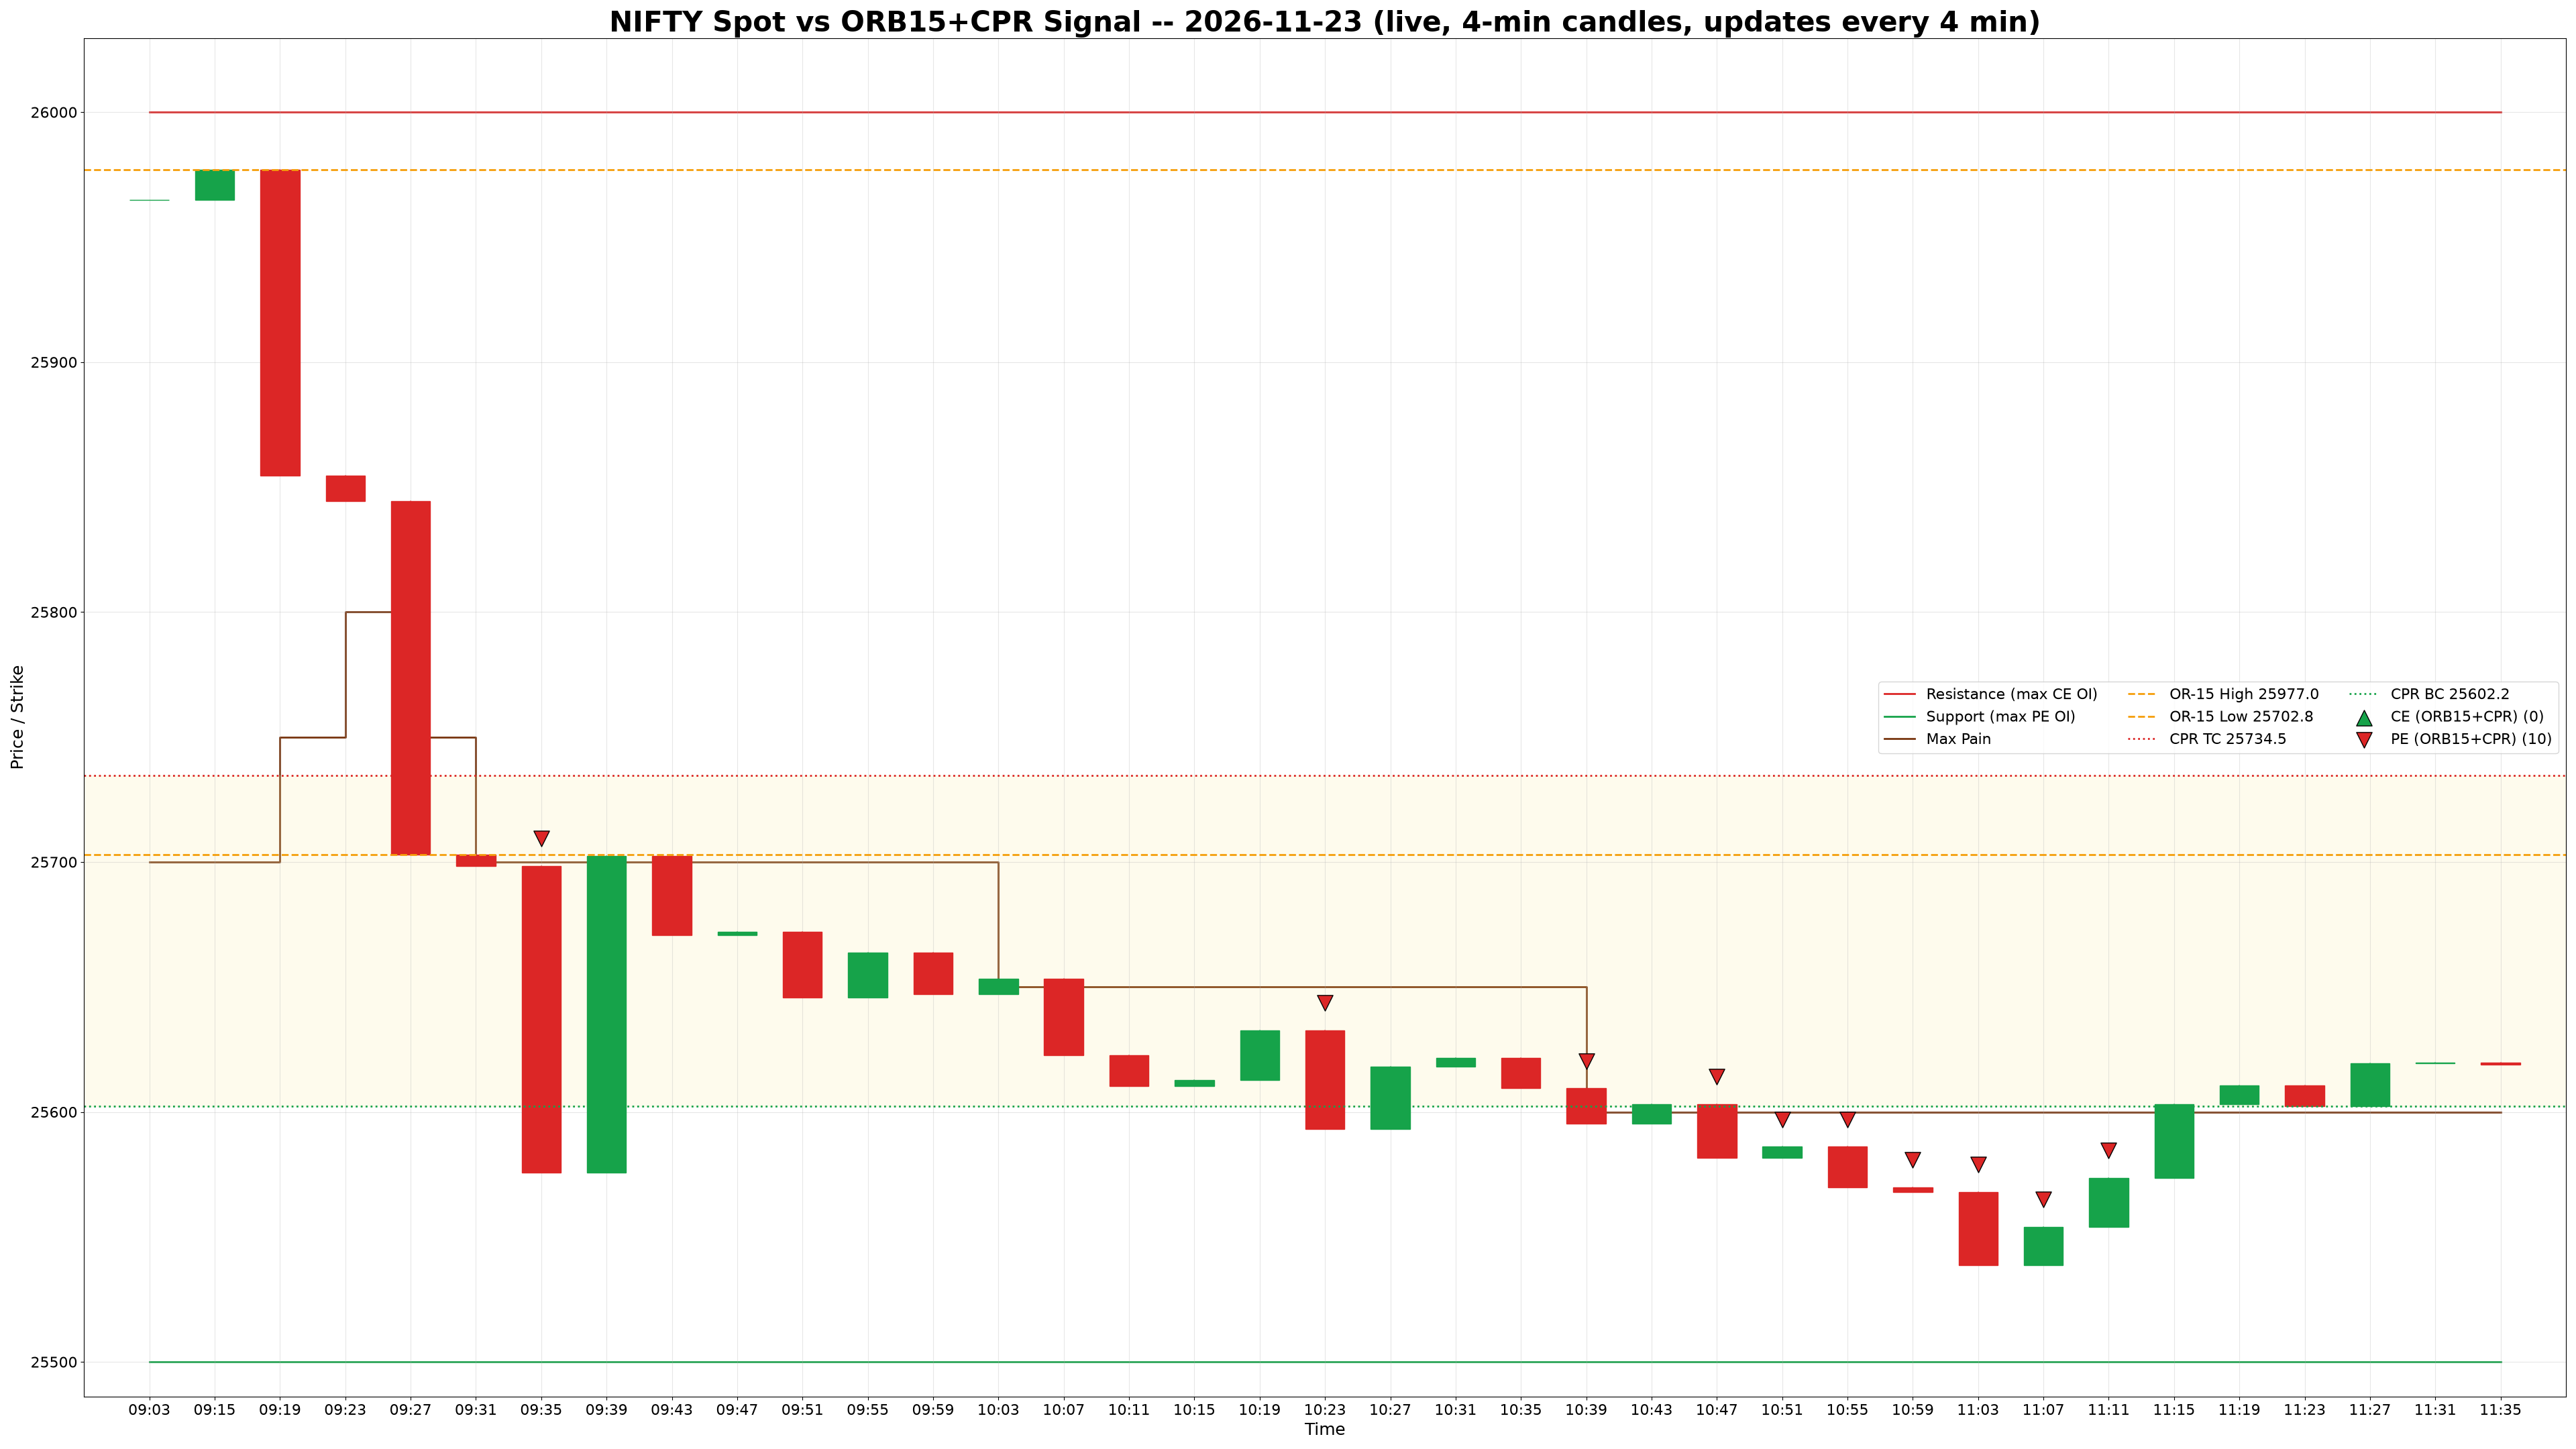 NIFTY Spot vs ORB15+CPR Signal -- 2026-11-23 (live, 4-min candles, updates every 4 min)
Price / Strike
26000
25900
25800
25700
25600
25500
Resistance (max CE OI)
Support (max PE OI)
Max Pain
OR-15 High 25977.0
OR-15 Low 25702.8
CPR TC 25734.5
CPR BC 25602.2
CE (ORB15+CPR) (0)
PE (ORB15+CPR) (10)
09:03 09:15 09:19 09:23 09:27 09:31 09:35 09:39 09:43 09:47 09:51 09:55 09:59 10:03 10:07 10:11 10:15 10:19 10:23 10:27 10:31 10:35 10:39 10:43 10:47 10:51 10:55 10:59 11:03 11:07 11:11 11:15 11:19 11:23 11:27 11:31 11:35
Time